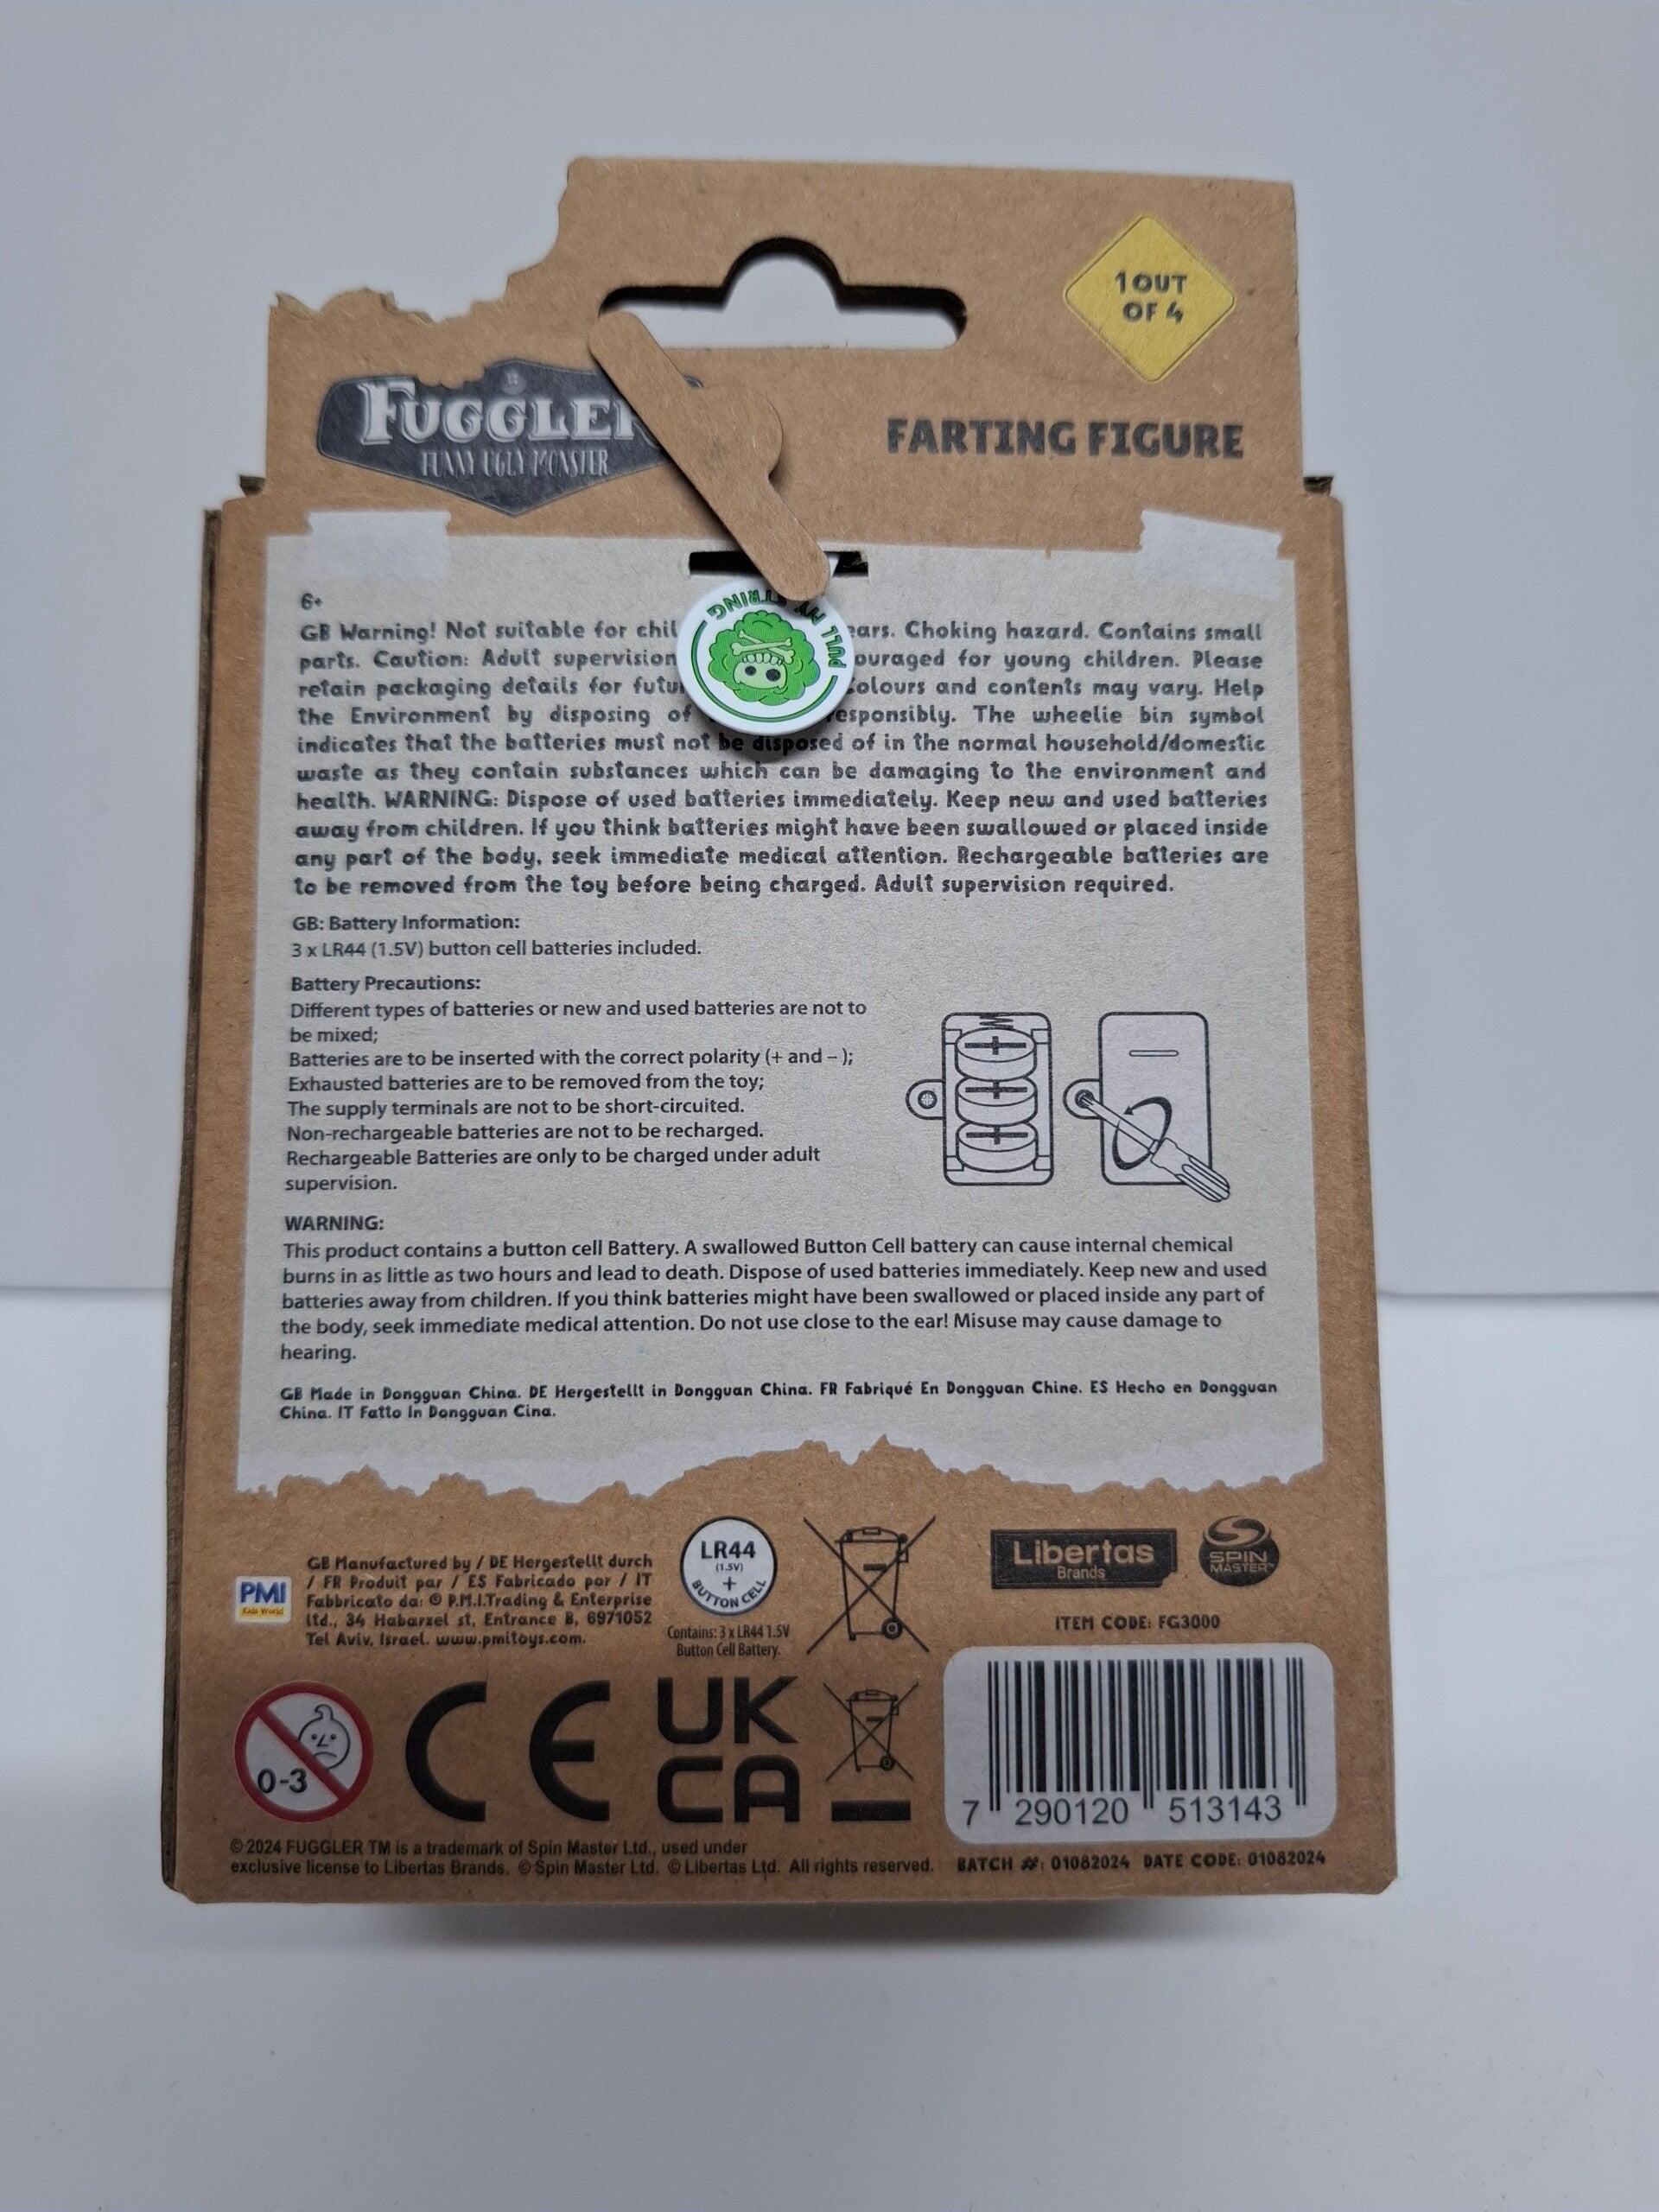 1 OUT
OF 4
FUGGLER
FUNNY UGLY MONSTER
FARTING FIGURE
PULL MY STRING
6+
GB Warning! Not suitable for ears. Choking hazard. Contains small
parts. Caution: Adult supervision for young children. Please
retain packaging details for Colours and contents may vary. Help
the Environment by disposing of responsibly. The wheelie bin symbol
indicates that the batteries must not be disposed of in the normal household/domestic
waste as they contain substances which can be damaging to the environment and
health. WARNING: Dispose of used batteries immediately. Keep new and used batteries
away from children. If you think batteries might have been swallowed or placed inside
any part of the body, seek immediate medical attention. Rechargeable batteries are
to be removed from the toy before being charged. Adult supervision required.
GB: Battery Information:
3 x LR44 (1.5V) button cell batteries included.
Battery Precautions:
Different types of batteries or new and used batteries are not to
be mixed;
Batteries are to be inserted with the correct polarity (+ and – );
Exhausted batteries are to be removed from the toy;
The supply terminals are not to be short-circuited.
Non-rechargeable batteries are not to be recharged.
Rechargeable Batteries are only to be charged under adult
supervision.
WARNING:
This product contains a button cell Battery. A swallowed Button Cell battery can cause internal chemical
burns in as little as two hours and lead to death. Dispose of used batteries immediately. Keep new and used
batteries away from children. If you think batteries might have been swallowed or placed inside any part of
the body, seek immediate medical attention. Do not use close to the ear! Misuse may cause damage to
hearing.
GB Made in Dongguan China. DE Hergestellt in Dongguan China. FR Fabriqué En Dongguan Chine. ES Hecho en Dongguan
China. IT Fatto In Dongguan Cina.
PMI
Kids World
GB Manufactured by / DE Hergestellt durch
/ FR Produit par / ES Fabricado por / IT
Fabbricato da: © P.M.I.Trading & Enterprise
ltd., 34 Habarzel st, Entrance B, 6971052
Tel Aviv, Israel. www.pmitoys.com.
LR44
(1.5V)
+
BUTTON CELL
Contains: 3 x LR44 1.5V
Button Cell Battery.
Libertas
Brands
SPIN
MASTER™
ITEM CODE: FG3000
0-3
CE
UK
CA
7 290120 513143
© 2024 FUGGLER TM is a trademark of Spin Master Ltd., used under
exclusive license to Libertas Brands. © Spin Master Ltd. © Libertas Ltd. All rights reserved.
BATCH #: 01082024 DATE CODE: 01082024